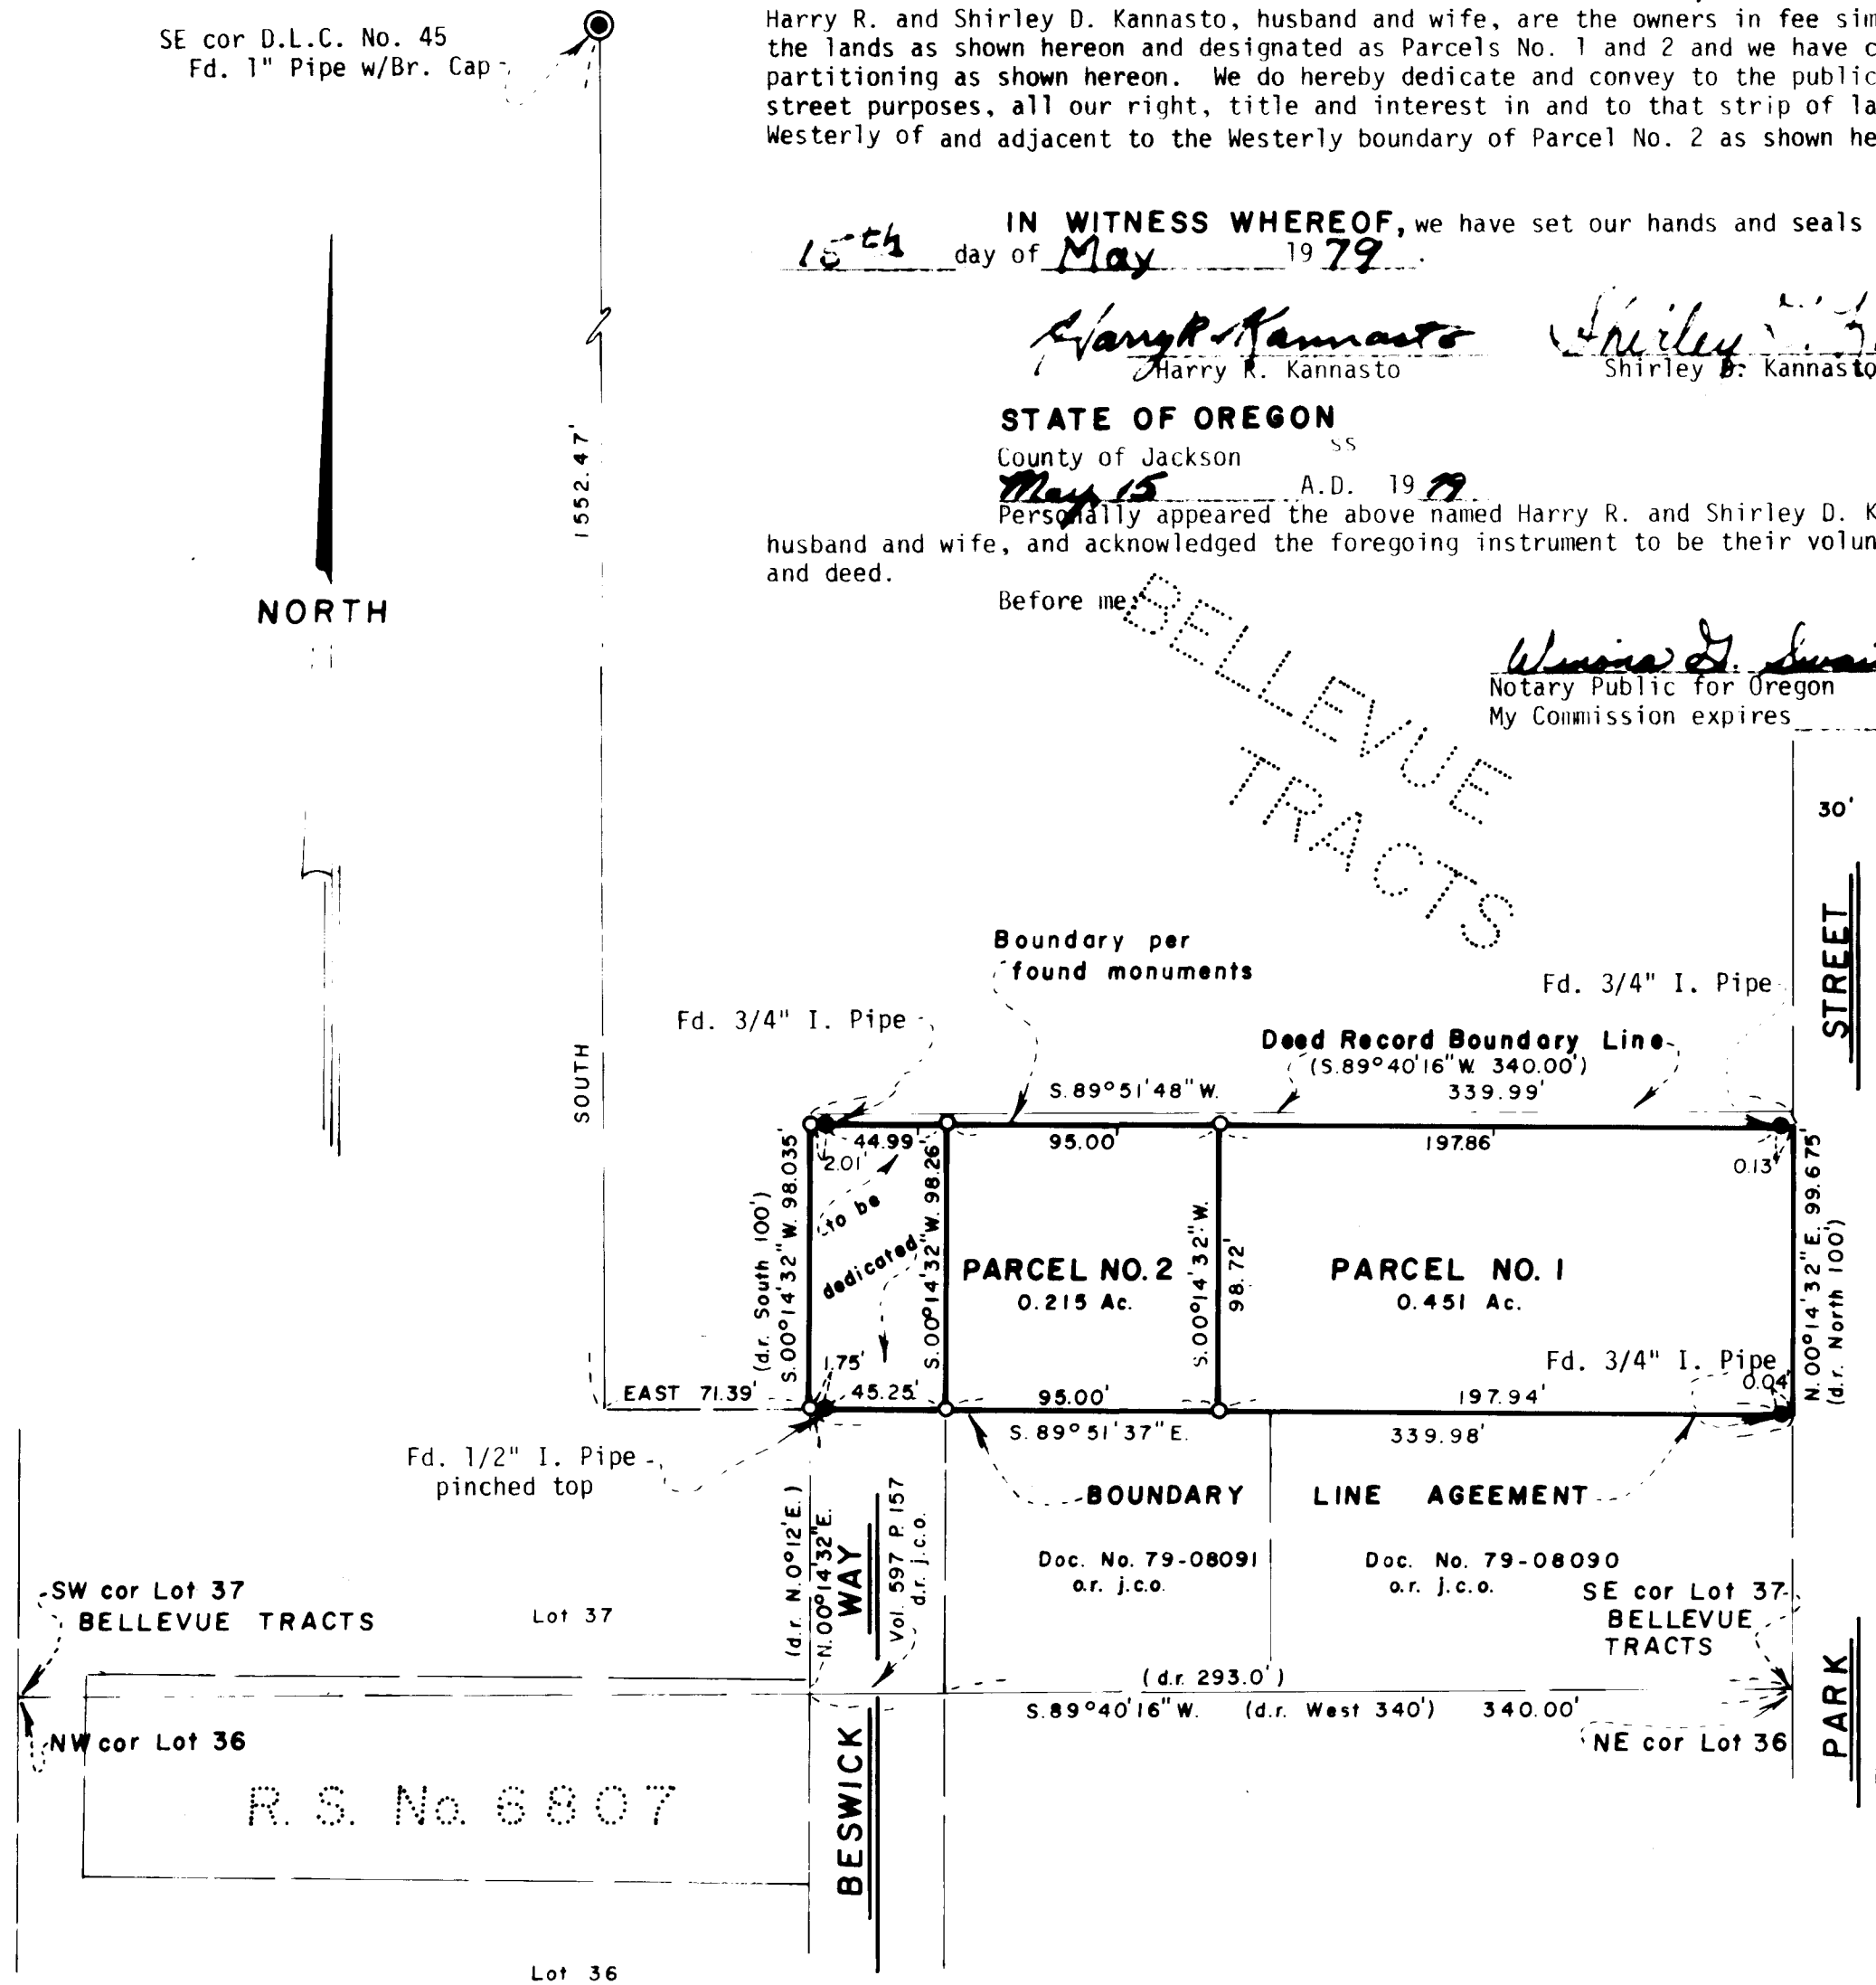 SE cor D.L.C. No. 45
Fd. 1" Pipe w/Br. Cap
Harry R. and Shirley D. Kannasto, husband and wife, are the owners in fee
the lands as shown hereon and designated as Parcels No. 1 and 2 and we have
partitioning as shown hereon. We do hereby dedicate and convey to the public
street purposes, all our right, title and interest in and to that strip of
Westerly of and adjacent to the Westerly boundary of Parcel No. 2 as shown
IN WITNESS WHEREOF, we have set our hands and seals
15th day of May 1979.
Harry R. Kannasto
Shirley
Harry R. Kannasto
Shirley D. Kannasto
STATE OF OREGON
SS
County of Jackson
May 15 A.D. 1979
Personally appeared the above named Harry R. and Shirley D.
husband and wife, and acknowledged the foregoing instrument to be their
and deed.
Before me:
Notary Public for Oregon
My Commission expires
NORTH
1552.47'
SOUTH
BELLEVUE
TRACTS
30'
STREET
Boundary per
found monuments
Fd. 3/4" I. Pipe
Fd. 3/4" I. Pipe
Deed Record Boundary Line
(S.89°40'16"W. 340.00')
S.89°51'48"W.
339.99'
44.99'
95.00'
197.86'
2.01'
0.13'
(d.r. South 100')
S.00°14'32"W. 98.035'
to be
dedicated
S.00°14'32"W. 98.26'
PARCEL NO. 2
0.215 Ac.
S.00°14'32"W.
98.72'
PARCEL NO. 1
0.451 Ac.
N.00°14'32"E. 99.675'
(d.r. North 100')
Fd. 3/4" I. Pipe
0.04'
1.75'
EAST 71.39'
45.25'
95.00'
197.94'
S.89°51'37"E.
339.98'
Fd. 1/2" I. Pipe
pinched top
BOUNDARY LINE AGEEMENT
(d.r. N.0°12'E.)
N.00°14'32"E.
WAY
Vol. 597 P. 157
d.r. j.c.o.
Doc. No. 79-08091
o.r. j.c.o.
Doc. No. 79-08090
o.r. j.c.o.
SW cor Lot 37
BELLEVUE TRACTS
Lot 37
SE cor Lot 37
BELLEVUE
TRACTS
(d.r. 293.0')
S.89°40'16"W. (d.r. West 340') 340.00'
NW cor Lot 36
NE cor Lot 36
PARK
R. S. No. 6807
BESWICK
Lot 36